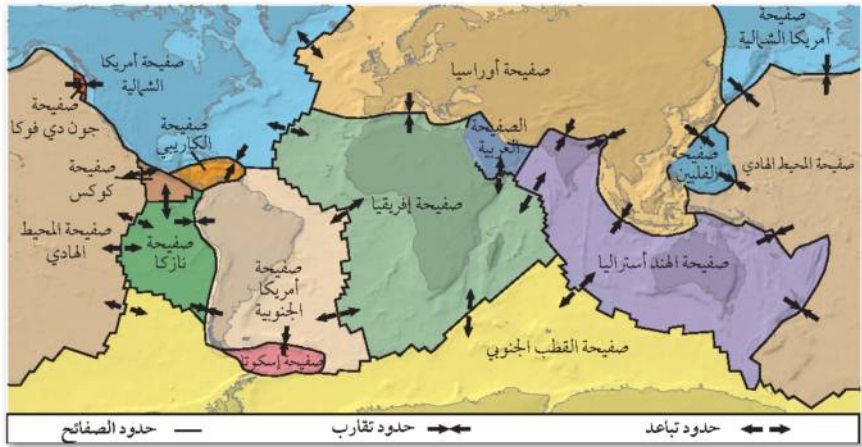 صفيحة أمريكا
الشمالية
صفيحة أوراسيا
صفيحة
أمريكا الشمالية
صفيحة
جون دي فوكا
صفيحة
الكاريبي
الصفيحة
العربية
صفيحة
الفلبين
صفيحة المحيط الهادي
صفيحة
كوكس
صفيحة إفريقيا
صفيحة المحيط
الهادي
صفيحة
نازكا
صفيحة
أمريكا
الجنوبية
صفيحة الهند أستراليا
صفيحة القطب الجنوبي
صفيحة إسكوتا
حدود تباعد
حدود تقارب
حدود الصفائح